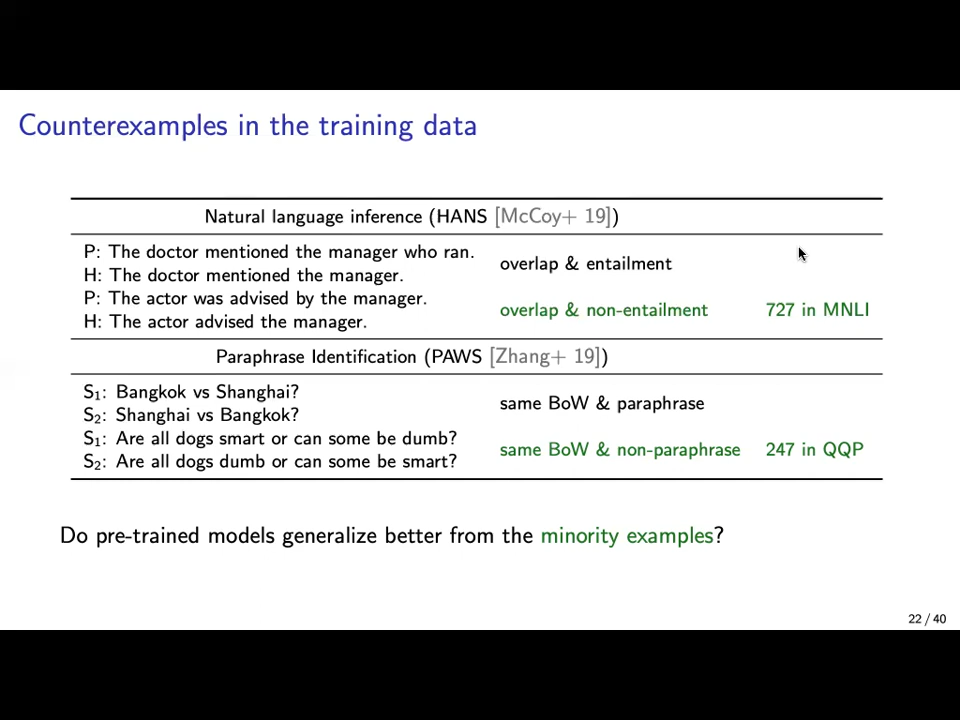 Counterexamples in the training data
Natural language inference (HANS [McCoy+ 19])
P: The doctor mentioned the manager who ran.
H: The doctor mentioned the manager.
overlap & entailment
P: The actor was advised by the manager.
H: The actor advised the manager.
overlap & non-entailment 727 in MNLI
Paraphrase Identification (PAWS [Zhang+ 19])
S₁: Bangkok vs Shanghai?
S₂: Shanghai vs Bangkok?
same BoW & paraphrase
S₁: Are all dogs smart or can some be dumb?
S₂: Are all dogs dumb or can some be smart?
same BoW & non-paraphrase 247 in QQP
Do pre-trained models generalize better from the minority examples?
22 / 40